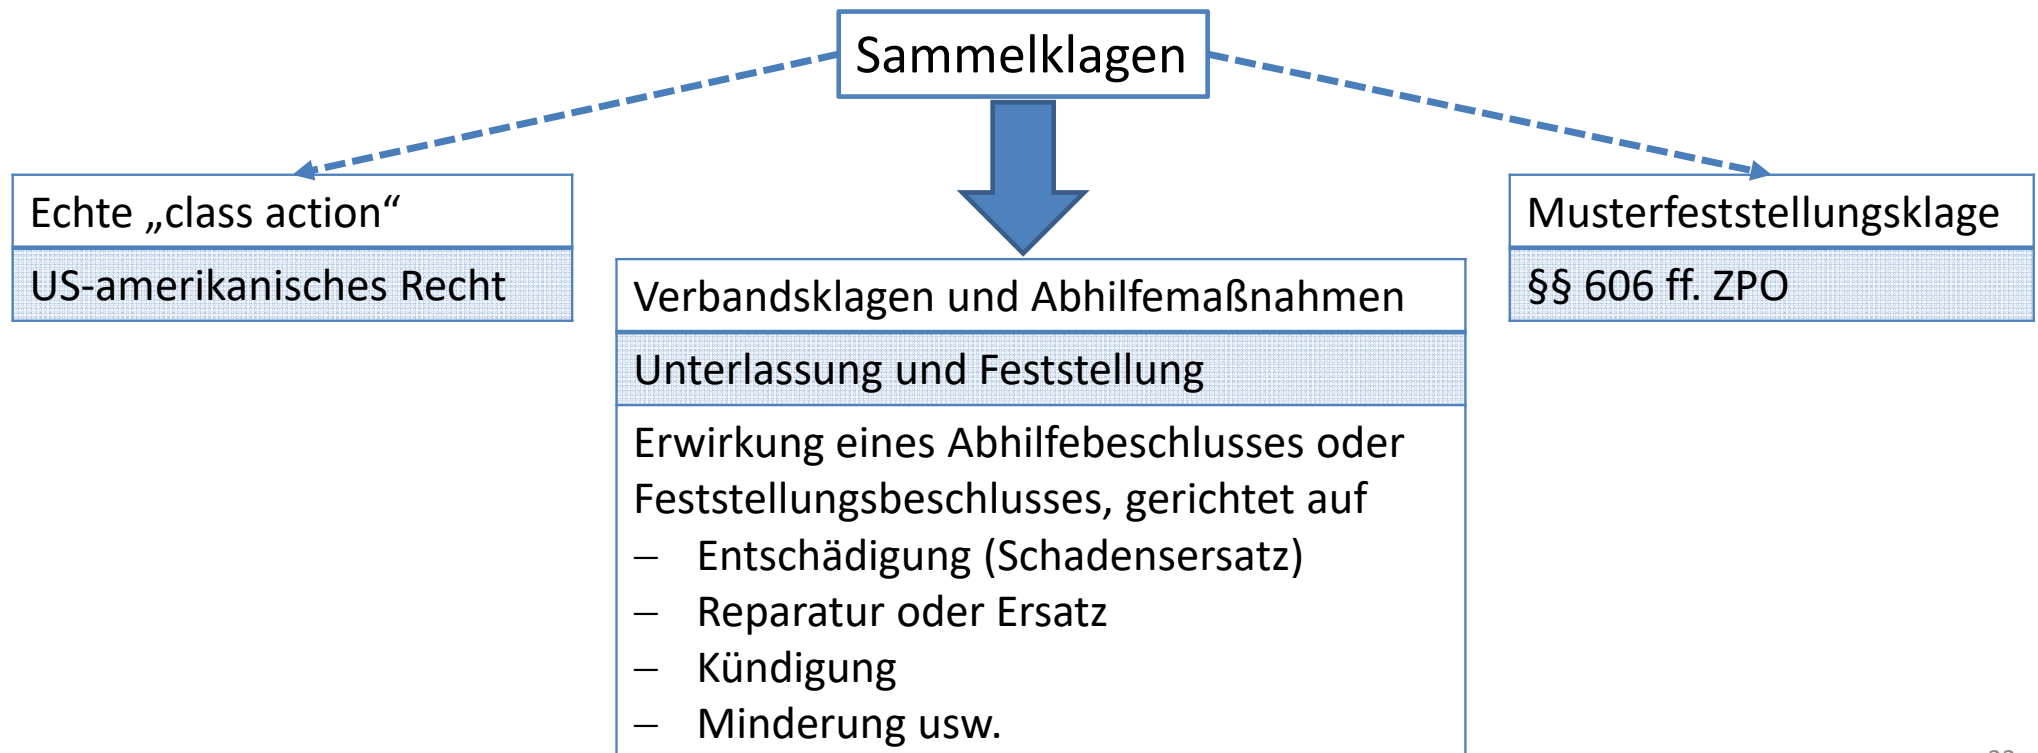 Sammelklagen
Echte „class action“
US-amerikanisches Recht
Verbandsklagen und Abhilfemaßnahmen
Unterlassung und Feststellung
Erwirkung eines Abhilfebeschlusses oder
Feststellungsbeschlusses, gerichtet auf
– Entschädigung (Schadensersatz)
– Reparatur oder Ersatz
– Kündigung
– Minderung usw.
Musterfeststellungsklage
§§ 606 ff. ZPO